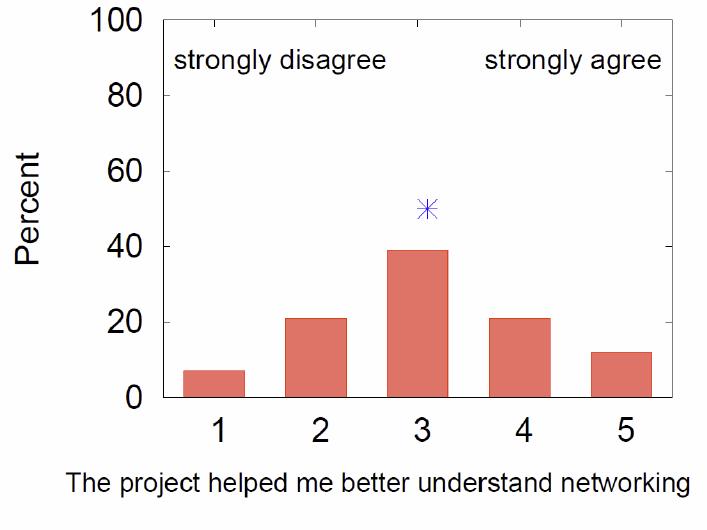 100
80
60
40
20
0
Percent
strongly disagree strongly agree
1 2 3 4 5
The project helped me better understand networking